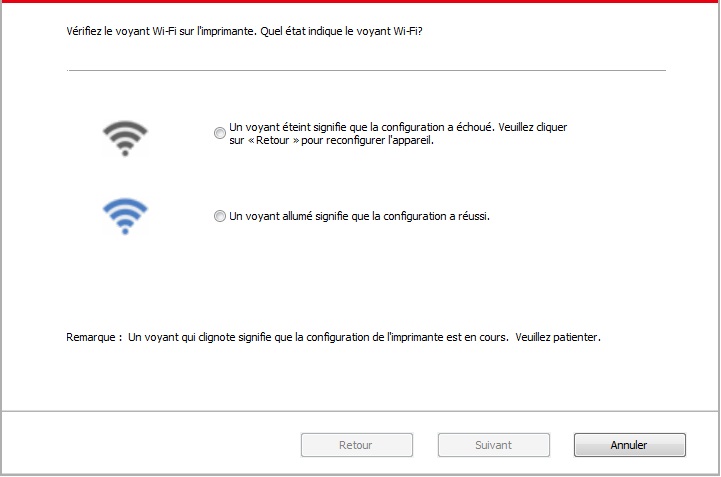 Vérifiez le voyant Wi-Fi sur l'imprimante. Quel état indique le voyant Wi-Fi?
Un voyant éteint signifie que la configuration a échoué. Veuillez cliquer
sur « Retour » pour reconfigurer l'appareil.
Un voyant allumé signifie que la configuration a réussi.
Remarque : Un voyant qui clignote signifie que la configuration de l'imprimante est en cours. Veuillez patienter.
Retour
Suivant
Annuler